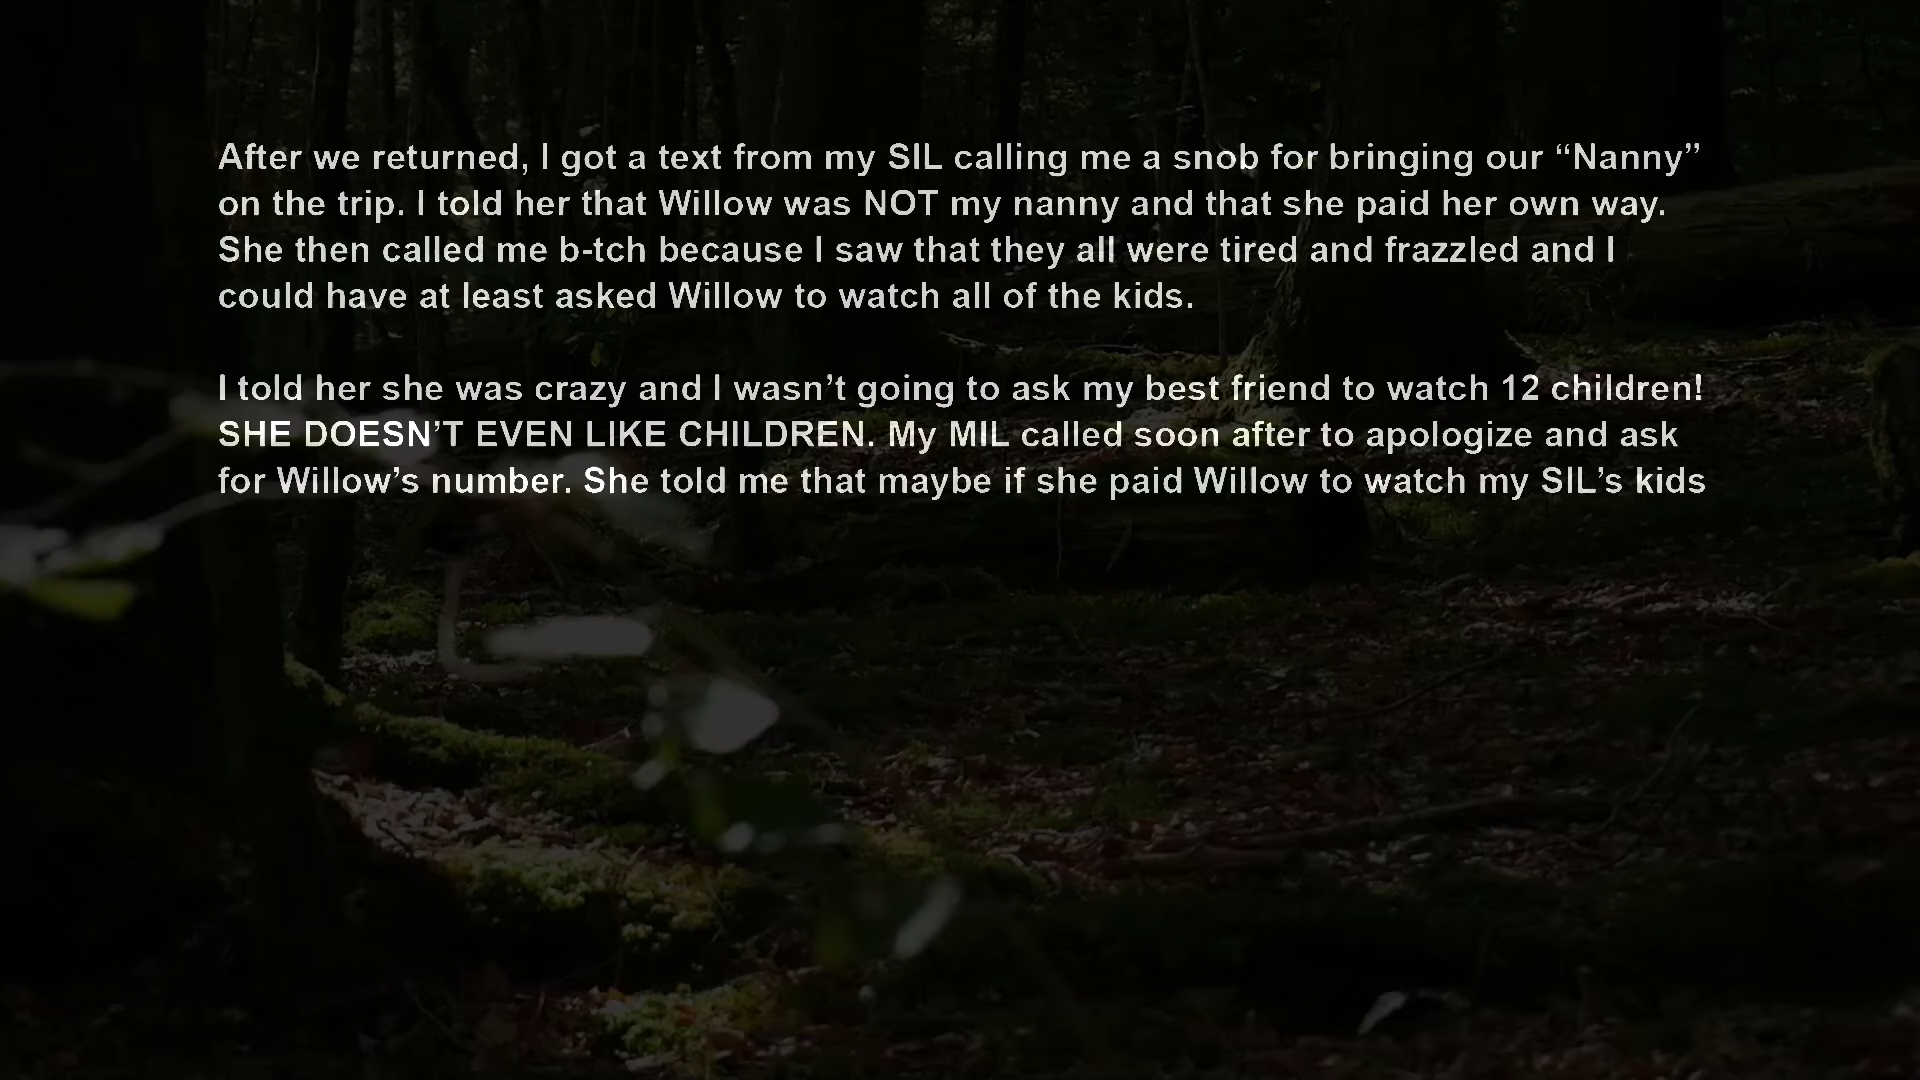 After we returned, I got a text from my SIL calling me a snob for bringing our “Nanny”
on the trip. I told her that Willow was NOT my nanny and that she paid her own way.
She then called me b-tch because I saw that they all were tired and frazzled and I
could have at least asked Willow to watch all of the kids.
I told her she was crazy and I wasn’t going to ask my best friend to watch 12 children!
SHE DOESN’T EVEN LIKE CHILDREN. My MIL called soon after to apologize and ask
for Willow’s number. She told me that maybe if she paid Willow to watch my SIL’s kids